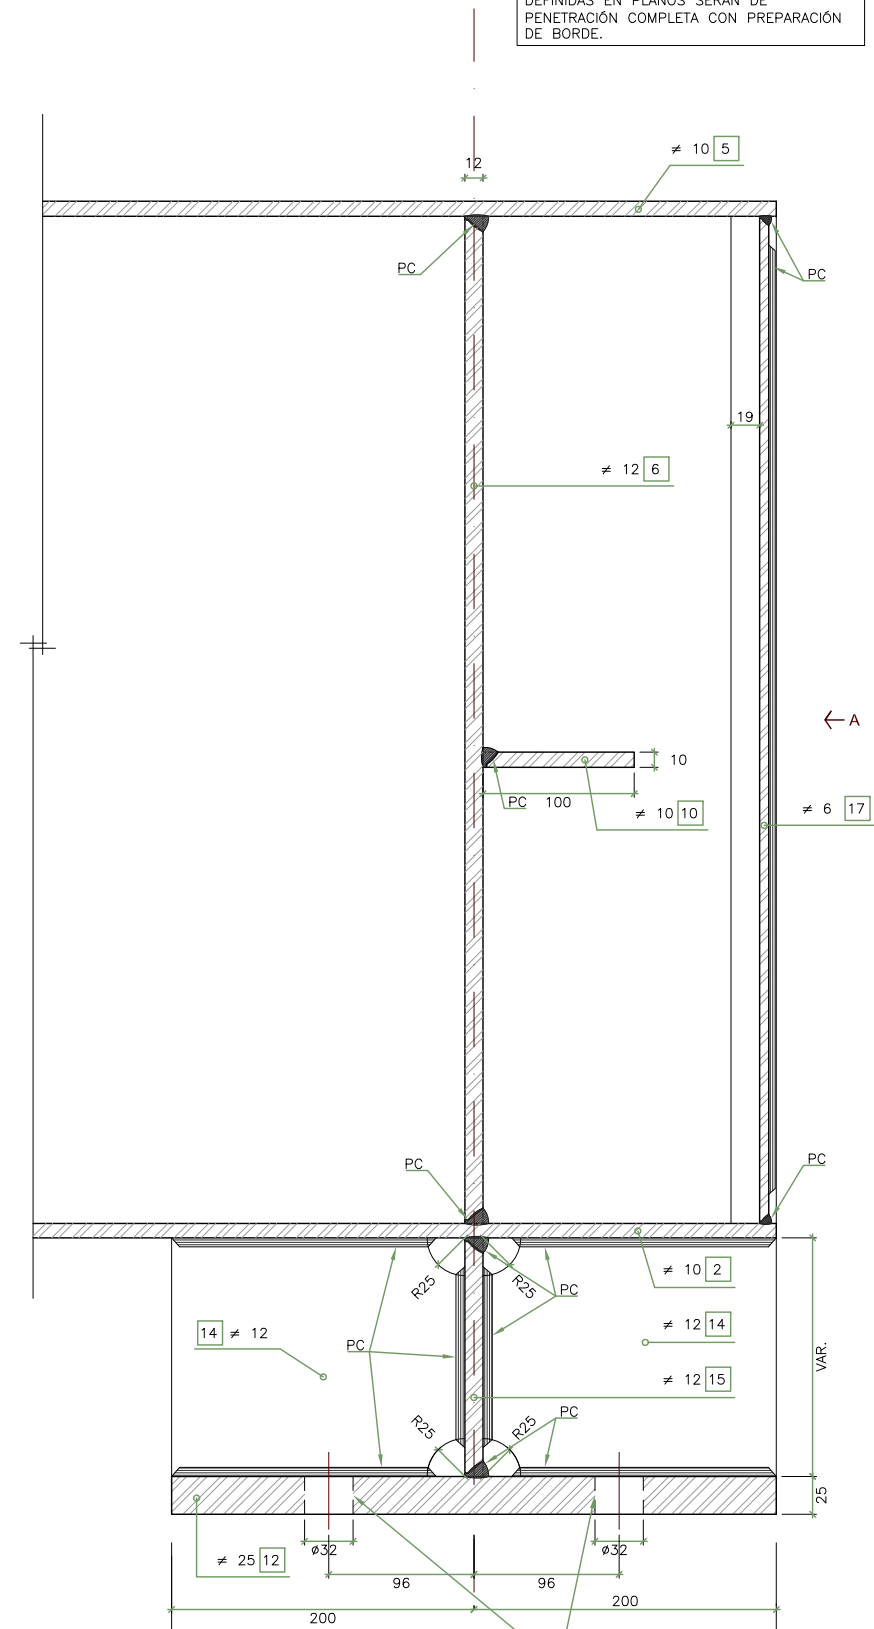 DEFINIDAS EN PLANOS SERAN DE
PENETRACIÓN COMPLETA CON PREPARACIÓN
DE BORDE.
≠ 10 5
12
PC
PC
19
≠ 12 6
A
10
PC
100
≠ 10 10
≠ 6 17
PC
PC
≠ 10 2
R25
R25
PC
14 ≠ 12
≠ 12 14
PC
VAR.
≠ 12 15
R25
R25
PC
25
ø32
ø32
≠ 25 12
96
96
200
200